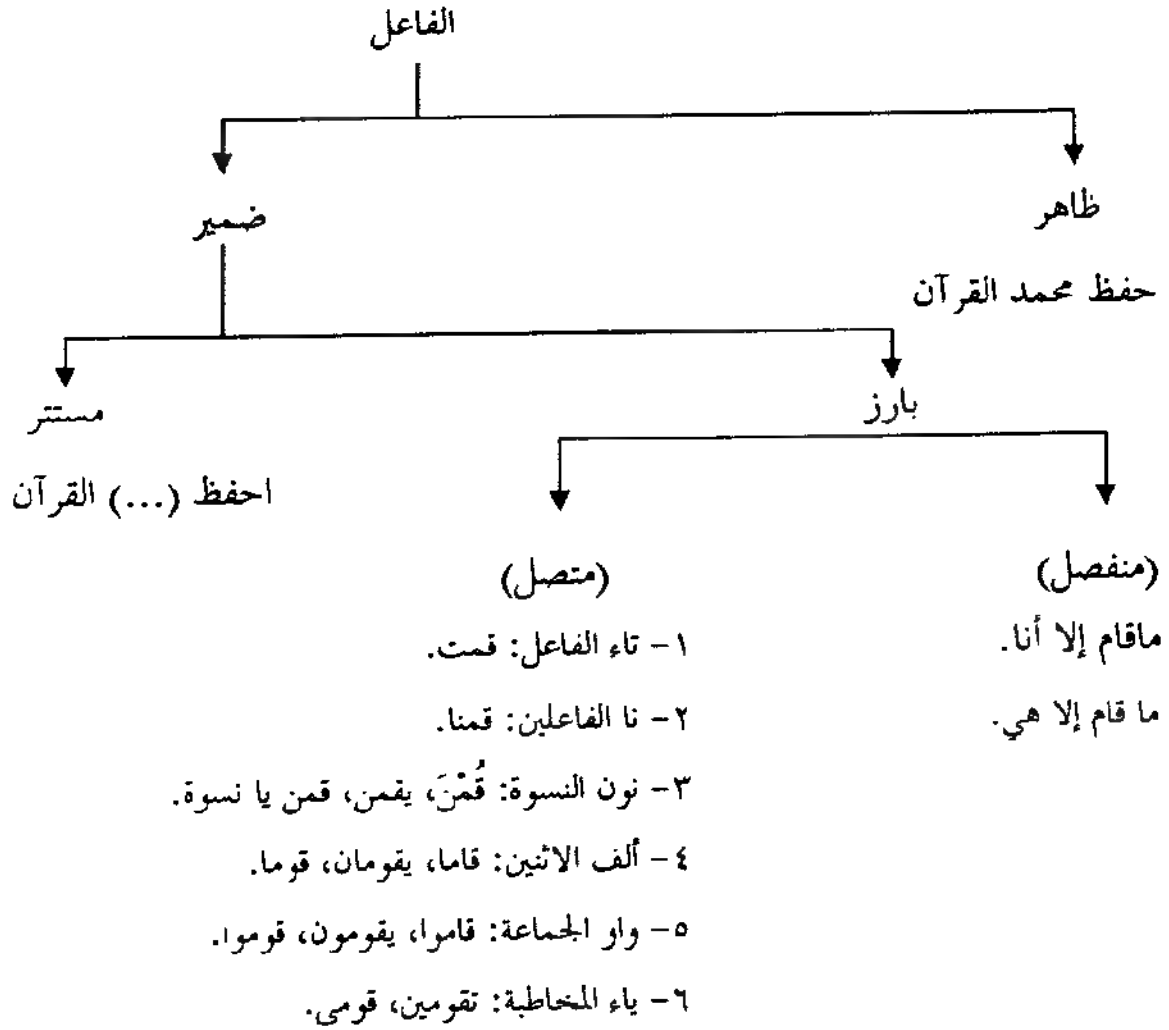 الفاعل
ظاهر
ضمير
حفظ محمد القرآن
بارز
مستتر
احفظ (...) القرآن
(منفصل)
ماقام إلا أنا.
ما قام إلا هي.
(متصل)
١- تاء الفاعل: قمت.
٢- نا الفاعلين: قمنا.
٣- نون النسوة: قُمْنَ، يقمن، قمن يا نسوة.
٤- ألف الاثنين: قاما، يقومان، قوما.
٥- واو الجماعة: قاموا، يقومون، قوموا.
٦- ياء المخاطبة: تقومين، قومي.